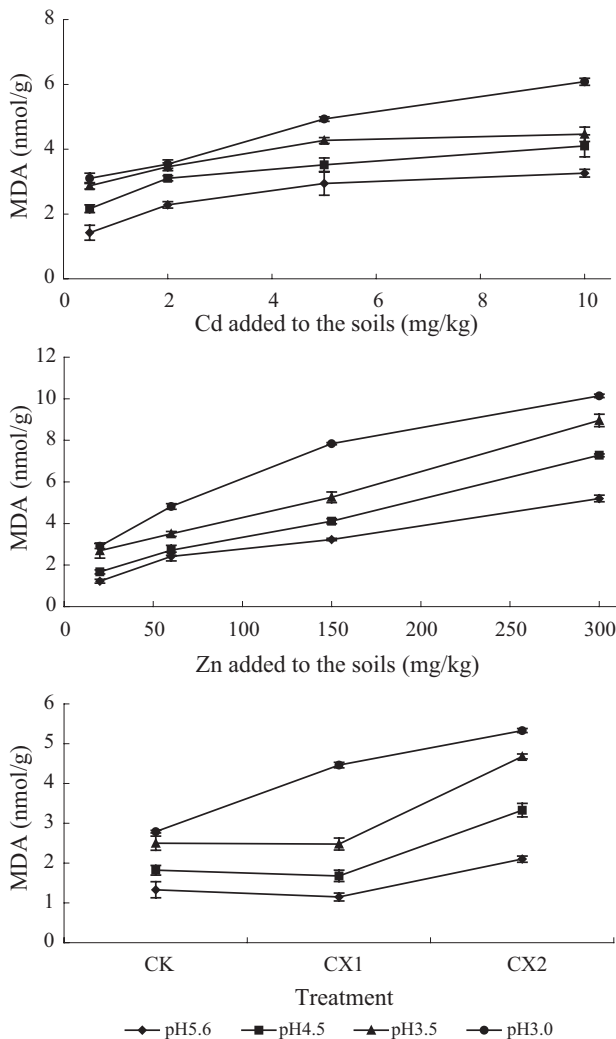 8
6
4
2
0
MDA (nmol/g)
0 2 4 6 8 10
Cd added to the soils (mg/kg)
12
10
8
6
4
2
0
MDA (nmol/g)
0 50 100 150 200 250 300
Zn added to the soils (mg/kg)
6
5
4
3
2
1
0
MDA (nmol/g)
CK CX1 CX2
Treatment
pH5.6 pH4.5 pH3.5 pH3.0